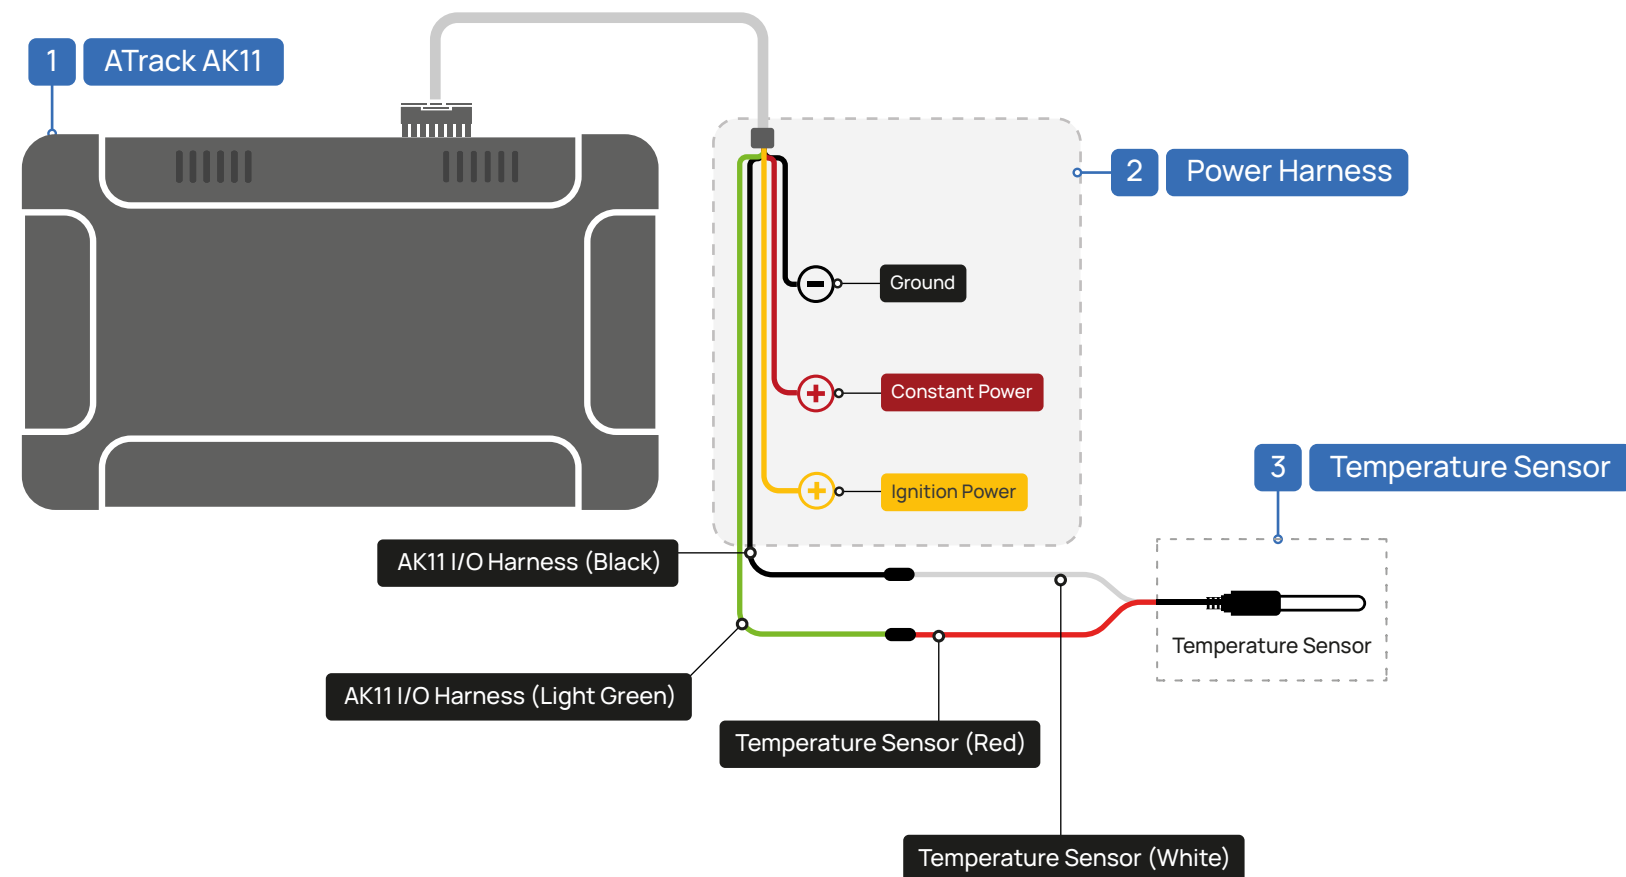 1 ATrack AK11
2 Power Harness
Ground
Constant Power
Ignition Power
3 Temperature Sensor
AK11 I/O Harness (Black)
Temperature Sensor
AK11 I/O Harness (Light Green)
Temperature Sensor (Red)
Temperature Sensor (White)